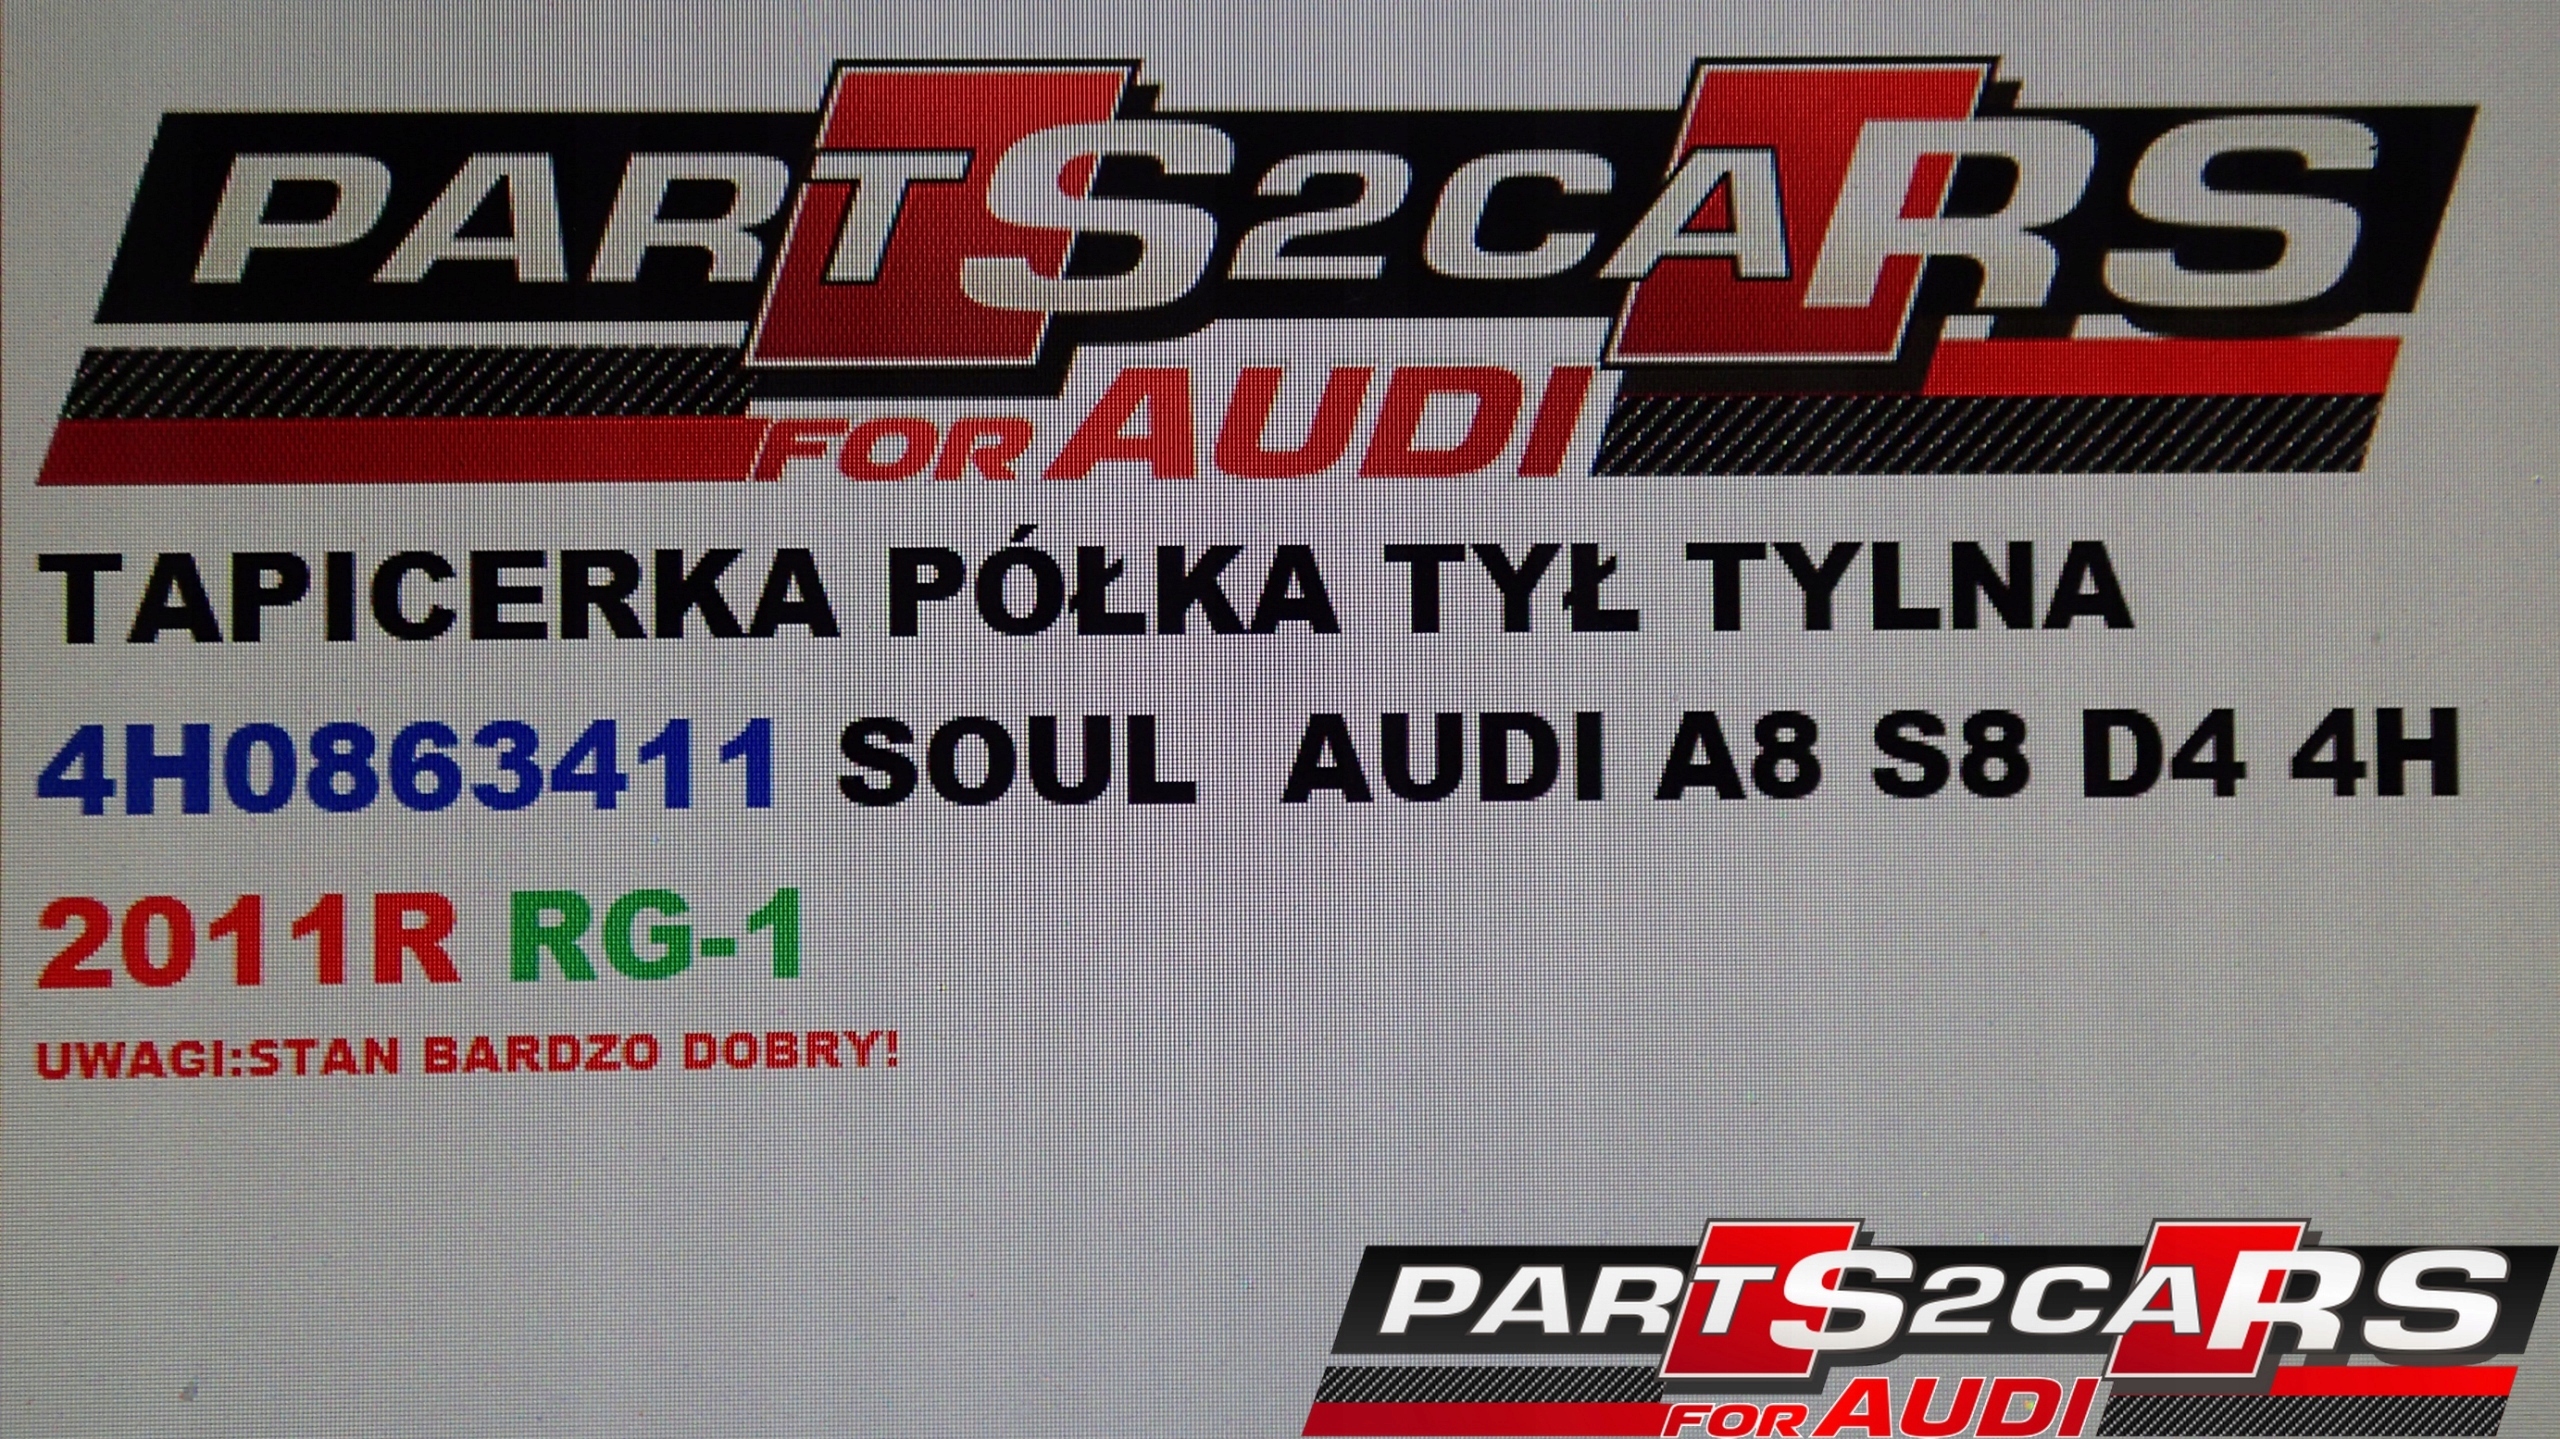 PARTS2CARS
FOR AUDI
TAPICERKA PÓŁKA TYŁ TYLNA
4H0863411 SOUL AUDI A8 S8 D4 4H
2011R RG-1
UWAGI:STAN BARDZO DOBRY!
PARTS2CARS
FOR AUDI